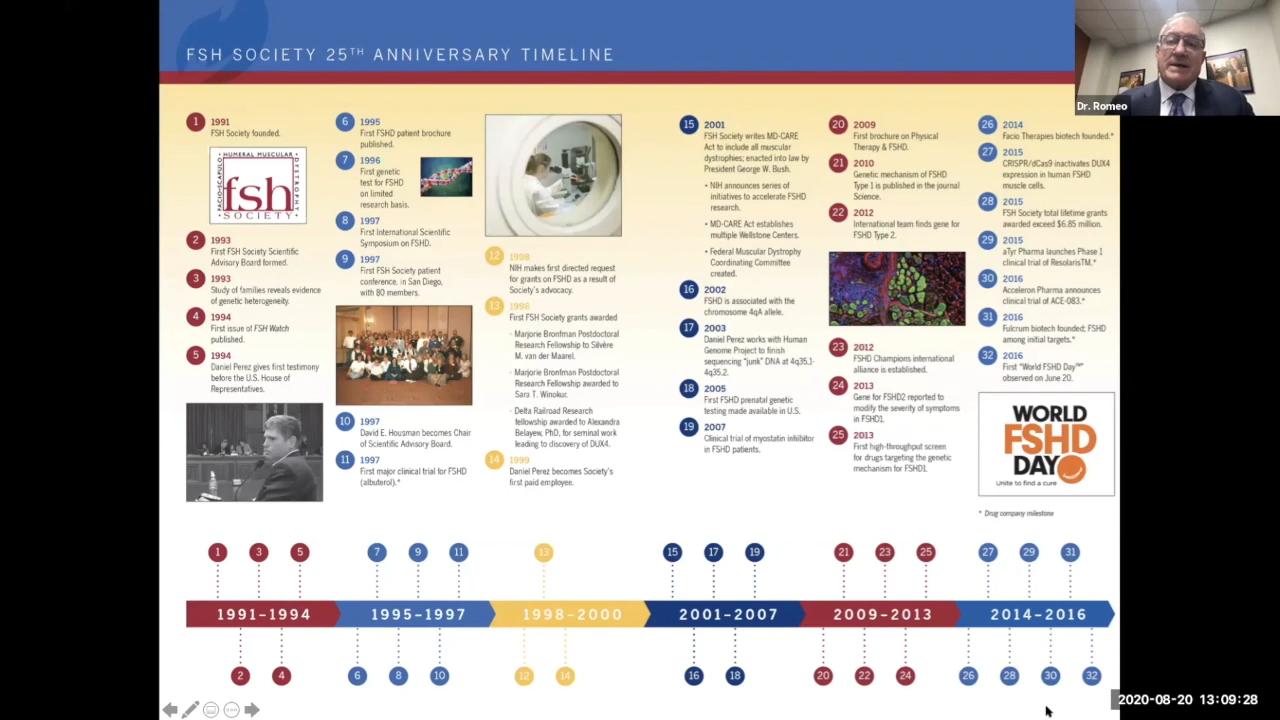 FSH SOCIETY 25TH ANNIVERSARY TIMELINE
Dr. Romeo
1
1991
FSH Society founded.
FACIO·SCAPULO
HUMERAL MUSCULAR
DYSTROPHY
fsh
SOCIETY
2
1993
First FSH Society Scientific
Advisory Board formed.
3
1993
Study of families reveals evidence
of genetic heterogeneity.
4
1994
First issue of FSH Watch
published.
5
1994
Daniel Perez gives first testimony
before the U.S. House of
Representatives.
6
1995
First FSHD patient brochure
published.
7
1996
First genetic
test for FSHD
on limited
research basis.
8
1997
First International Scientific
Symposium on FSHD.
9
1997
First FSH Society patient
conference, in San Diego,
with 80 members.
10
1997
David E. Housman becomes Chair
of Scientific Advisory Board.
11
1997
First major clinical trial for FSHD
(albuterol).*
12
1998
NIH makes first directed request
for grants on FSHD as a result of
Society's advocacy.
13
1998
First FSH Society grants awarded
· Marjorie Bronfman Postdoctoral
Research Fellowship to Silvère
M. van der Maarel.
· Marjorie Bronfman Postdoctoral
Research Fellowship awarded to
Sara T. Winokur.
· Delta Railroad Research
fellowship awarded to Alexandra
Belayew, PhD, for seminal work
leading to discovery of DUX4.
14
1999
Daniel Perez becomes Society's
first paid employee.
15
2001
FSH Society writes MD-CARE
Act to include all muscular
dystrophies; enacted into law by
President George W. Bush.
• NIH announces series of
initiatives to accelerate FSHD
research.
• MD-CARE Act establishes
multiple Wellstone Centers.
• Federal Muscular Dystrophy
Coordinating Committee
created.
16
2002
FSHD is associated with the
chromosome 4qA allele.
17
2003
Daniel Perez works with Human
Genome Project to finish
sequencing "junk" DNA at 4q35.1-
4q35.2.
18
2005
First FSHD prenatal genetic
testing made available in U.S.
19
2007
Clinical trial of myostatin inhibitor
in FSHD patients.
20
2009
First brochure on Physical
Therapy & FSHD.
21
2010
Genetic mechanism of FSHD
Type 1 is published in the journal
Science.
22
2012
International team finds gene for
FSHD Type 2.
23
2012
FSHD Champions international
alliance is established.
24
2013
Gene for FSHD2 reported to
modify the severity of symptoms
in FSHD1.
25
2013
First high-throughput screen
for drugs targeting the genetic
mechanism for FSHD1.
26
2014
Facio Therapies biotech founded.*
27
2015
CRISPR/dCas9 inactivates DUX4
expression in human FSHD
muscle cells.
28
2015
FSH Society total lifetime grants
awarded exceed $6.85 million.
29
2015
aTyr Pharma launches Phase 1
clinical trial of ResolarisTM.*
30
2016
Acceleron Pharma announces
clinical trial of ACE-083.*
31
2016
Fulcrum biotech founded; FSHD
among initial targets.*
32
2016
First "World FSHD Day™"
observed on June 20.
WORLD
FSHD
DAY
Unite to find a cure
* Drug company milestone
1 3 5 7 9 11 13 15 17 19 21 23 25 27 29 31
1991–1994 1995–1997 1998–2000 2001–2007 2009–2013 2014–2016
2 4 6 8 10 12 14 16 18 20 22 24 26 28 30 32
2020-08-20 13:09:28